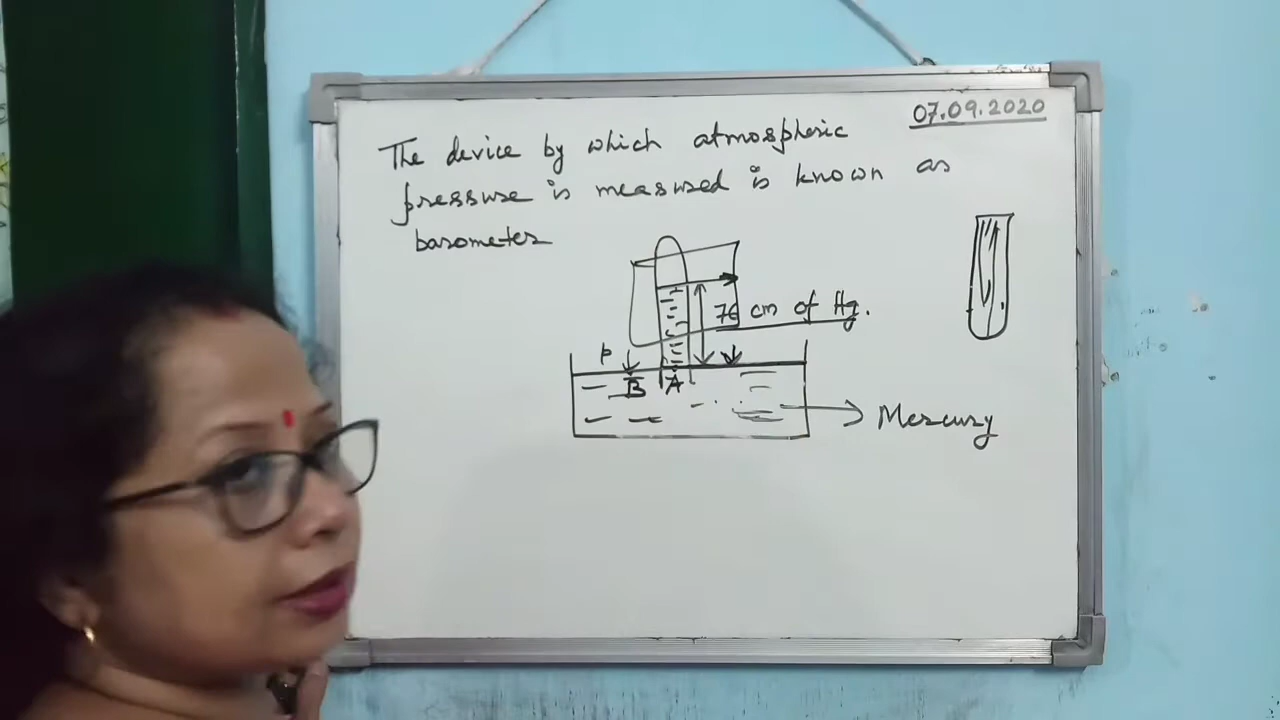 07.09.2020
The device by which atmospheric
pressure is measured is known as
barometer
76 cm of Hg.
P
B A
Mercury